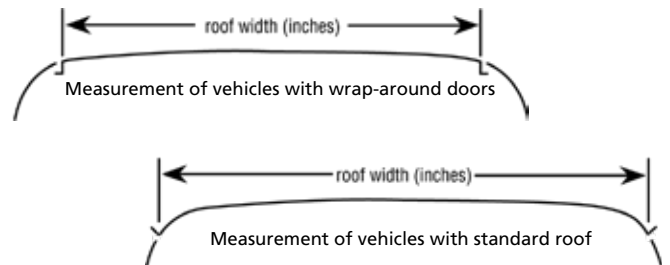 roof width (inches)
Measurement of vehicles with wrap-around doors
roof width (inches)
Measurement of vehicles with standard roof